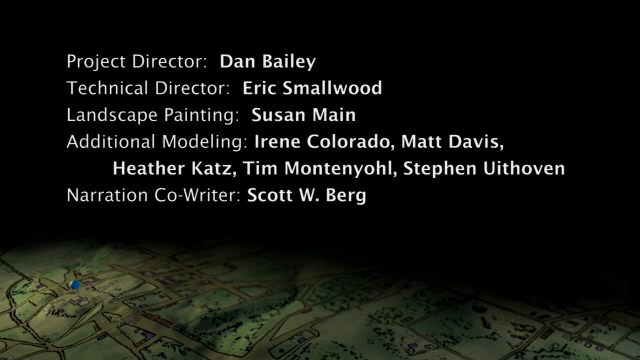 Project Director: Dan Bailey
Technical Director: Eric Smallwood
Landscape Painting: Susan Main
Additional Modeling: Irene Colorado, Matt Davis,
Heather Katz, Tim Montenyohl, Stephen Uithoven
Narration Co-Writer: Scott W. Berg